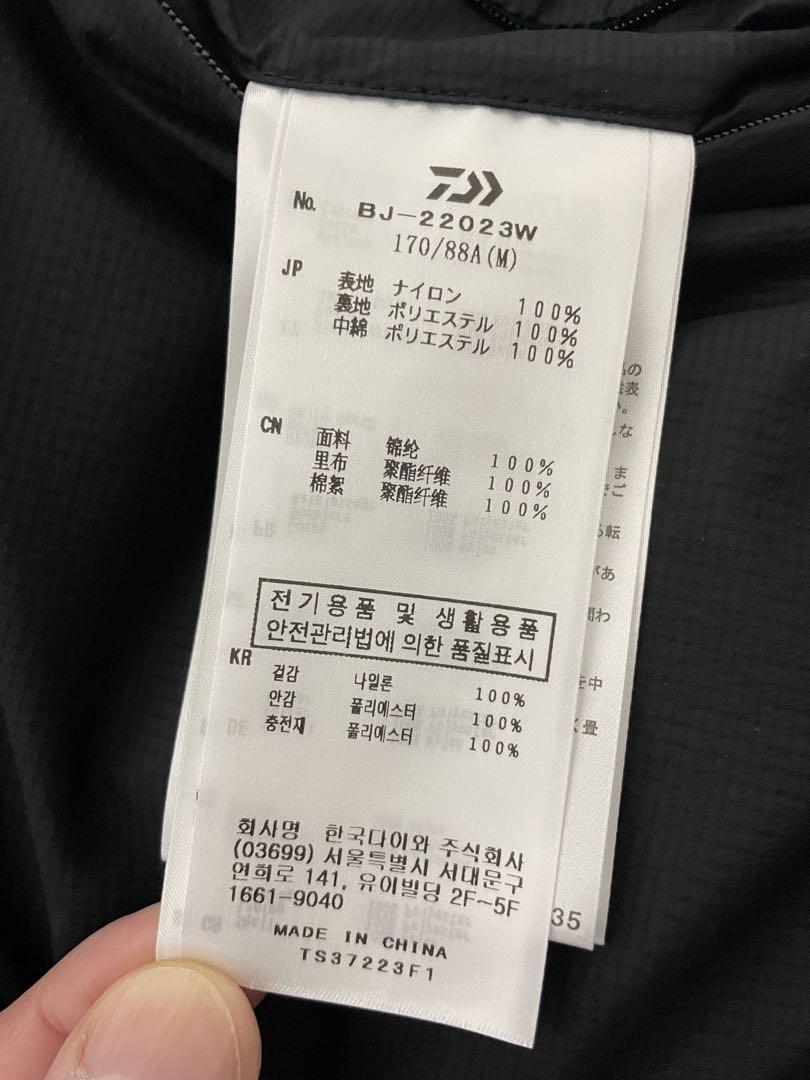 No. BJ-22023W
170/88A(M)
JP 表地 ナイロン 100%
裏地 ポリエステル 100%
中綿 ポリエステル 100%
CN 面料 锦纶 100%
里布 聚酯纤维 100%
棉絮 聚酯纤维 100%
전기용품 및 생활용품
안전관리법에 의한 품질표시
KR 겉감 나일론 100%
안감 폴리에스터 100%
충전재 폴리에스터 100%
회사명 한국다이와 주식회사
(03699) 서울특별시 서대문구
연희로 141, 유이빌딩 2F~5F
1661-9040
MADE IN CHINA
TS37223F1
35